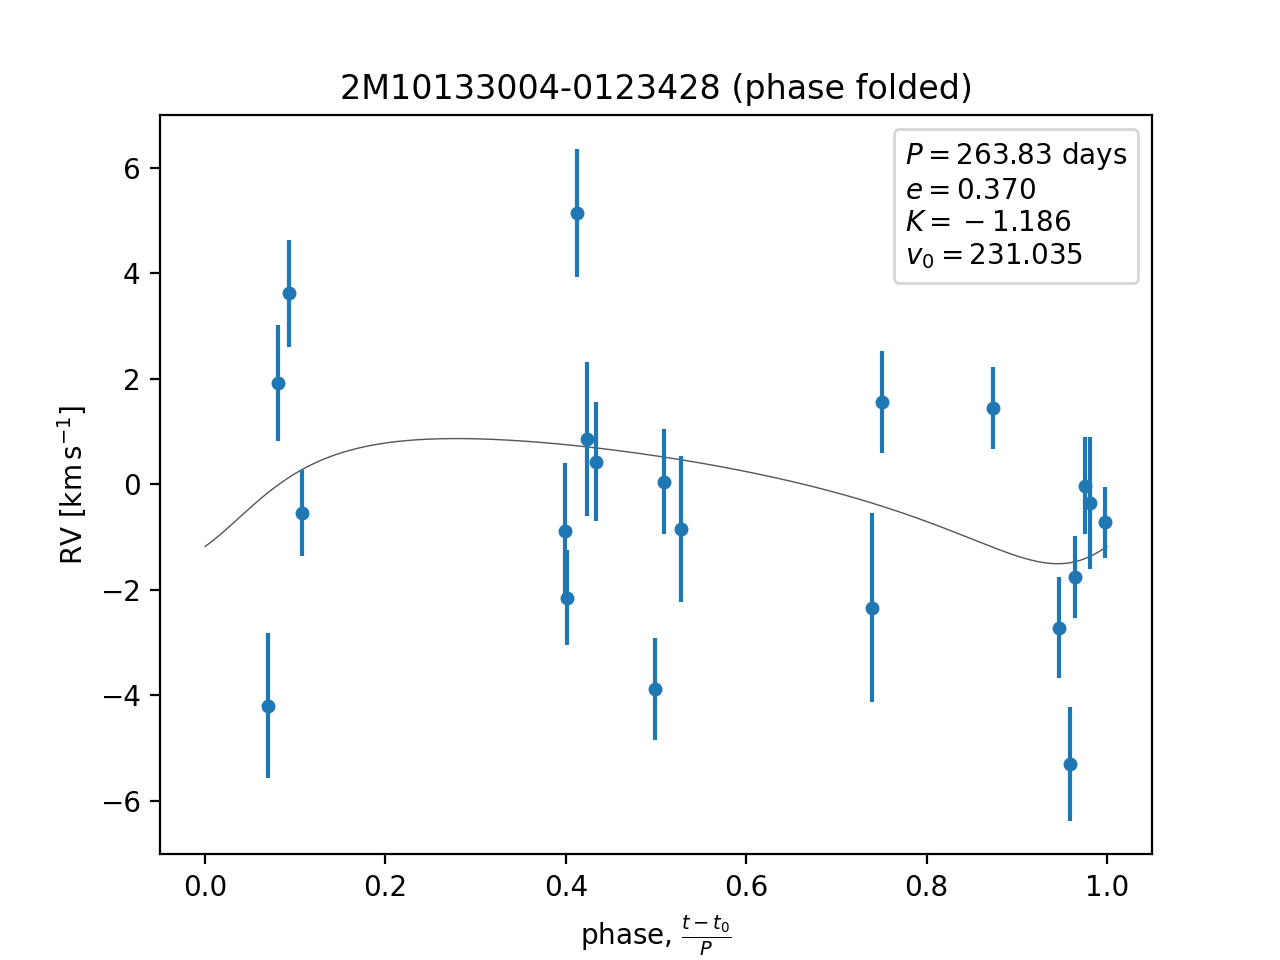 2M10133004-0123428 (phase folded)
P = 263.83 days
e = 0.370
K = −1.186
v₀ = 231.035
RV [km s⁻¹]
6
4
2
0
−2
−4
−6
0.0 0.2 0.4 0.6 0.8 1.0
phase, (t − t₀)/P